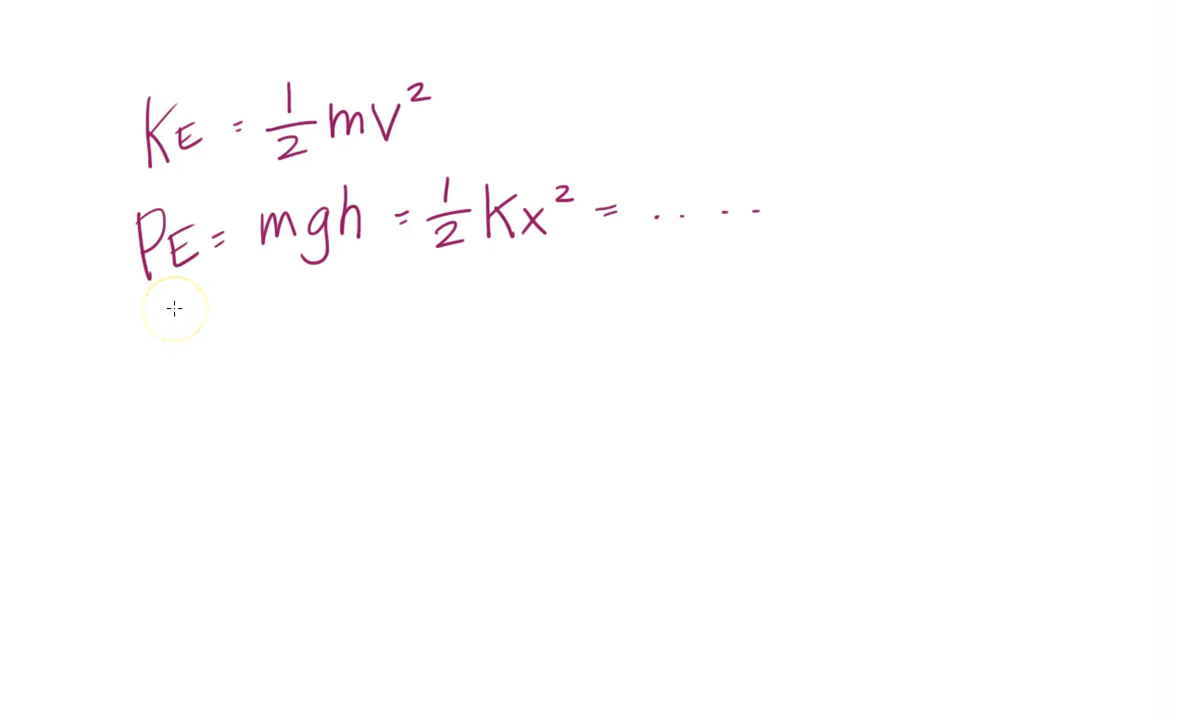 KE = 1/2 mv²
PE = mgh = 1/2 Kx² = ....